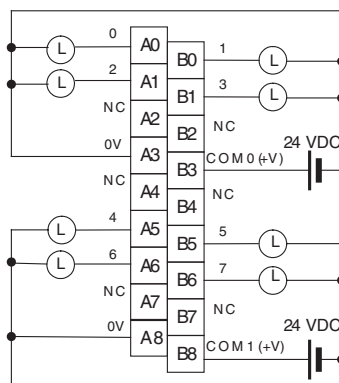 0 A0
B0 1
L L
2 A1
B1 3
L L
NC A2
B2 NC
0V A3
B3 COM0 (+V) 24 VDC
NC A4
B4 NC
4 A5
B5 5
L L
6 A6
B6 7
L L
NC A7
B7 NC
0V A8
B8 COM1 (+V) 24 VDC